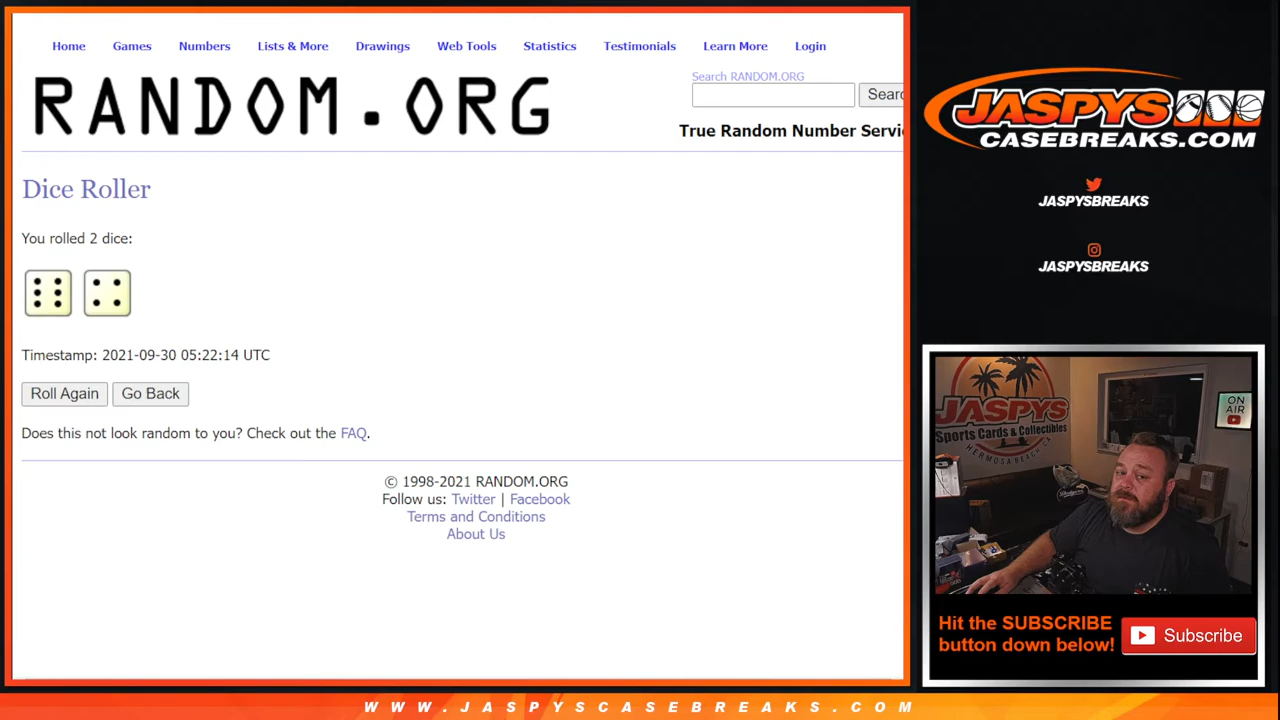 Home Games Numbers Lists & More Drawings Web Tools Statistics Testimonials Learn More Login
RANDOM.ORG
Search RANDOM.ORG
Searc
True Random Number Servi
Dice Roller
You rolled 2 dice:
Timestamp: 2021-09-30 05:22:14 UTC
Roll Again Go Back
Does this not look random to you? Check out the FAQ.
© 1998-2021 RANDOM.ORG
Follow us: Twitter | Facebook
Terms and Conditions
About Us
JASPYS
CASEBREAKS.COM
JASPYSBREAKS
JASPYSBREAKS
JASPYS
Sports Cards & Collectibles
HERMOSA BEACH CA
ON
AIR
Hit the SUBSCRIBE
button down below!
Subscribe
WWW.JASPYSCASEBREAKS.COM